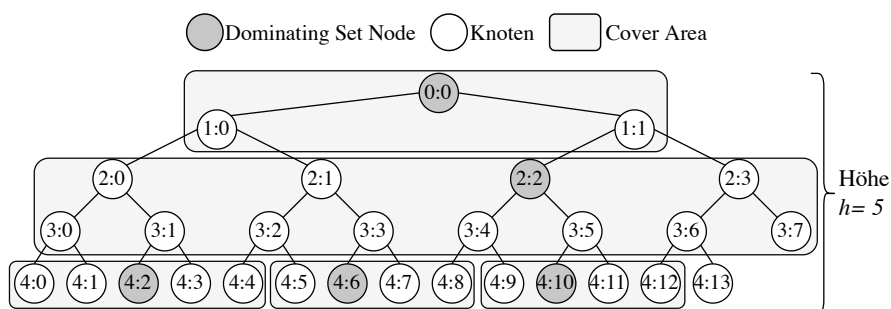 Dominating Set Node Knoten Cover Area
0:0
1:0 1:1
2:0 2:1 2:2 2:3
Höhe
h= 5
3:0 3:1 3:2 3:3 3:4 3:5 3:6 3:7
4:0 4:1 4:2 4:3 4:4 4:5 4:6 4:7 4:8 4:9 4:10 4:11 4:12 4:13